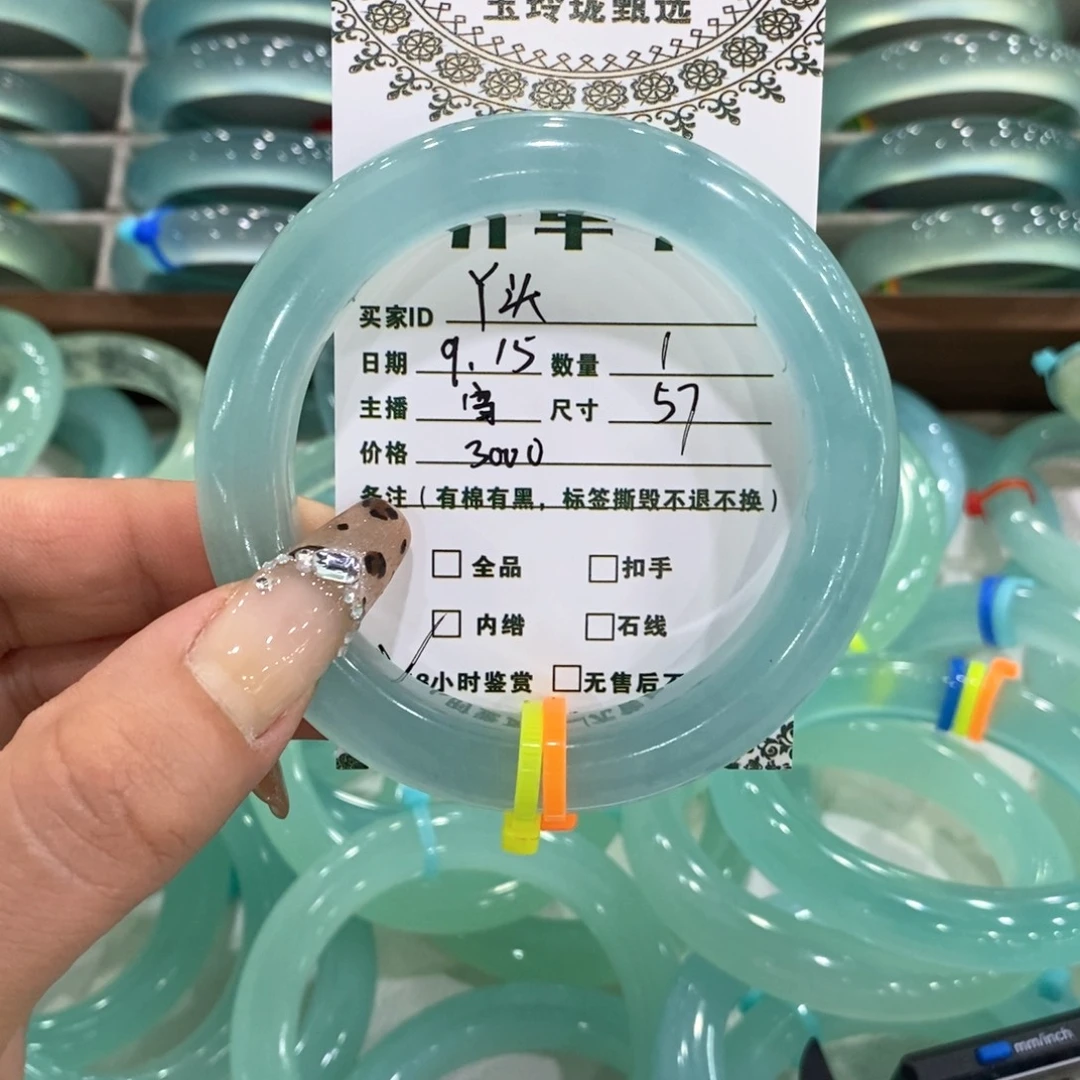 玉玲珑甄选
买家ID 丫头
日期 9.15 数量 1
主播 雪 尺寸 57
价格 3000
备注（有棉有黑，标签撕毁不退不换）
□ 全品 □ 扣手
□ 内绺 □ 石线
8小时鉴赏 □ 无售后不
mm/inch